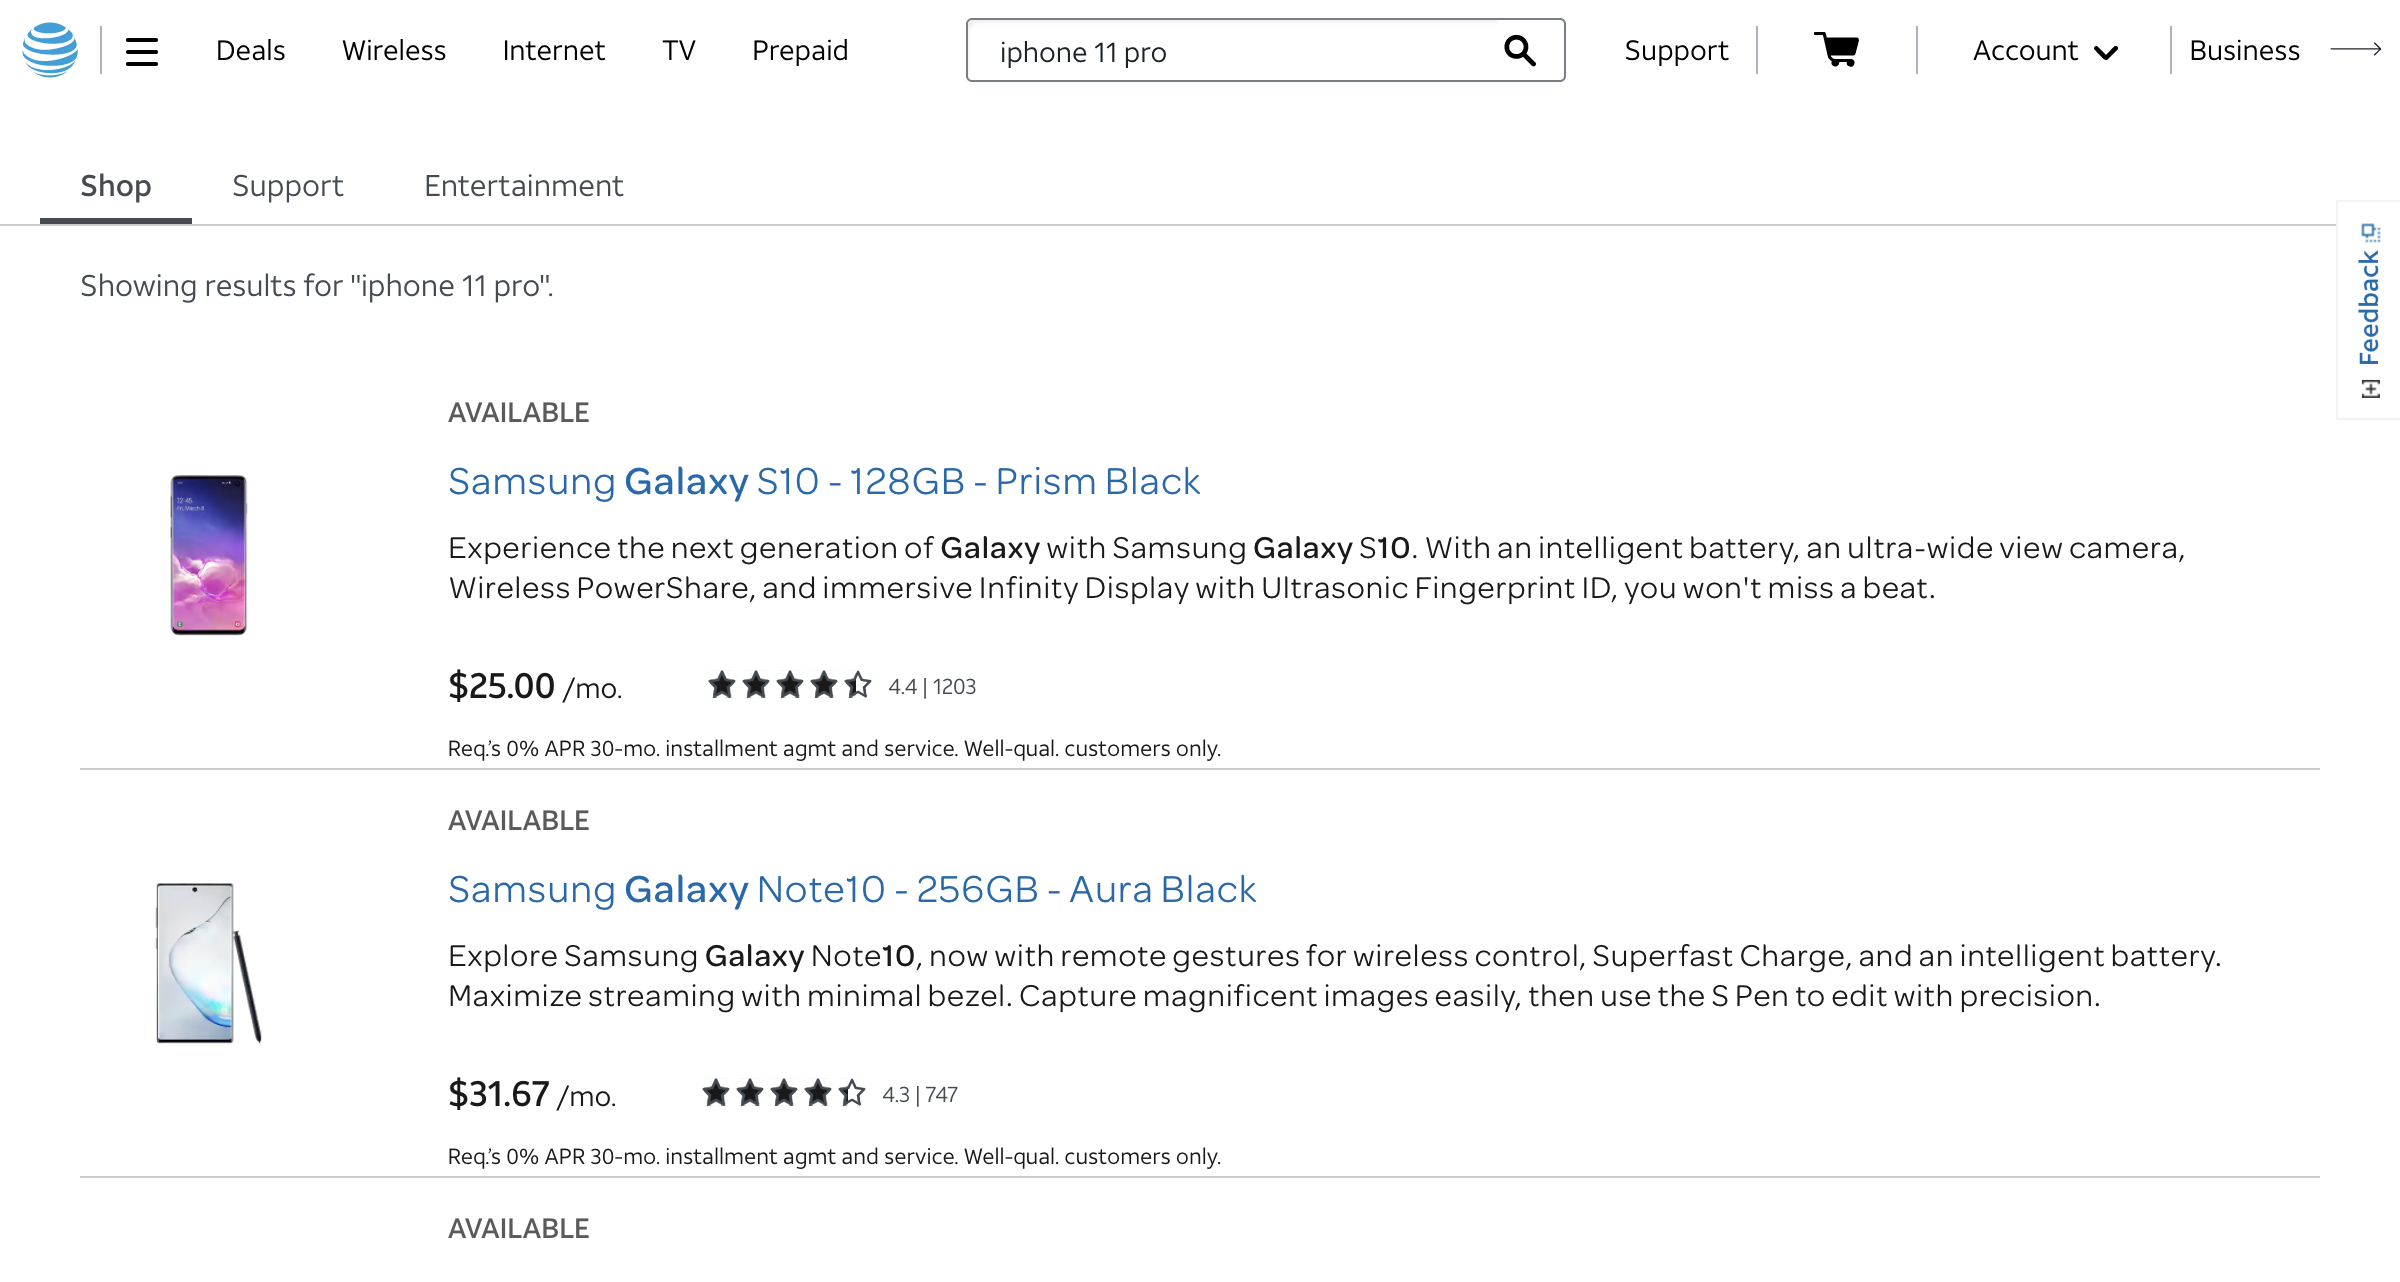 Deals Wireless Internet TV Prepaid iphone 11 pro Support Account Business
Shop Support Entertainment
Feedback
Showing results for "iphone 11 pro".
AVAILABLE
Samsung Galaxy S10 - 128GB - Prism Black
Experience the next generation of Galaxy with Samsung Galaxy S10. With an intelligent battery, an ultra-wide view camera,
Wireless PowerShare, and immersive Infinity Display with Ultrasonic Fingerprint ID, you won't miss a beat.
$25.00 /mo. 4.4 | 1203
Req.'s 0% APR 30-mo. installment agmt and service. Well-qual. customers only.
AVAILABLE
Samsung Galaxy Note10 - 256GB - Aura Black
Explore Samsung Galaxy Note10, now with remote gestures for wireless control, Superfast Charge, and an intelligent battery.
Maximize streaming with minimal bezel. Capture magnificent images easily, then use the S Pen to edit with precision.
$31.67 /mo. 4.3 | 747
Req.'s 0% APR 30-mo. installment agmt and service. Well-qual. customers only.
AVAILABLE